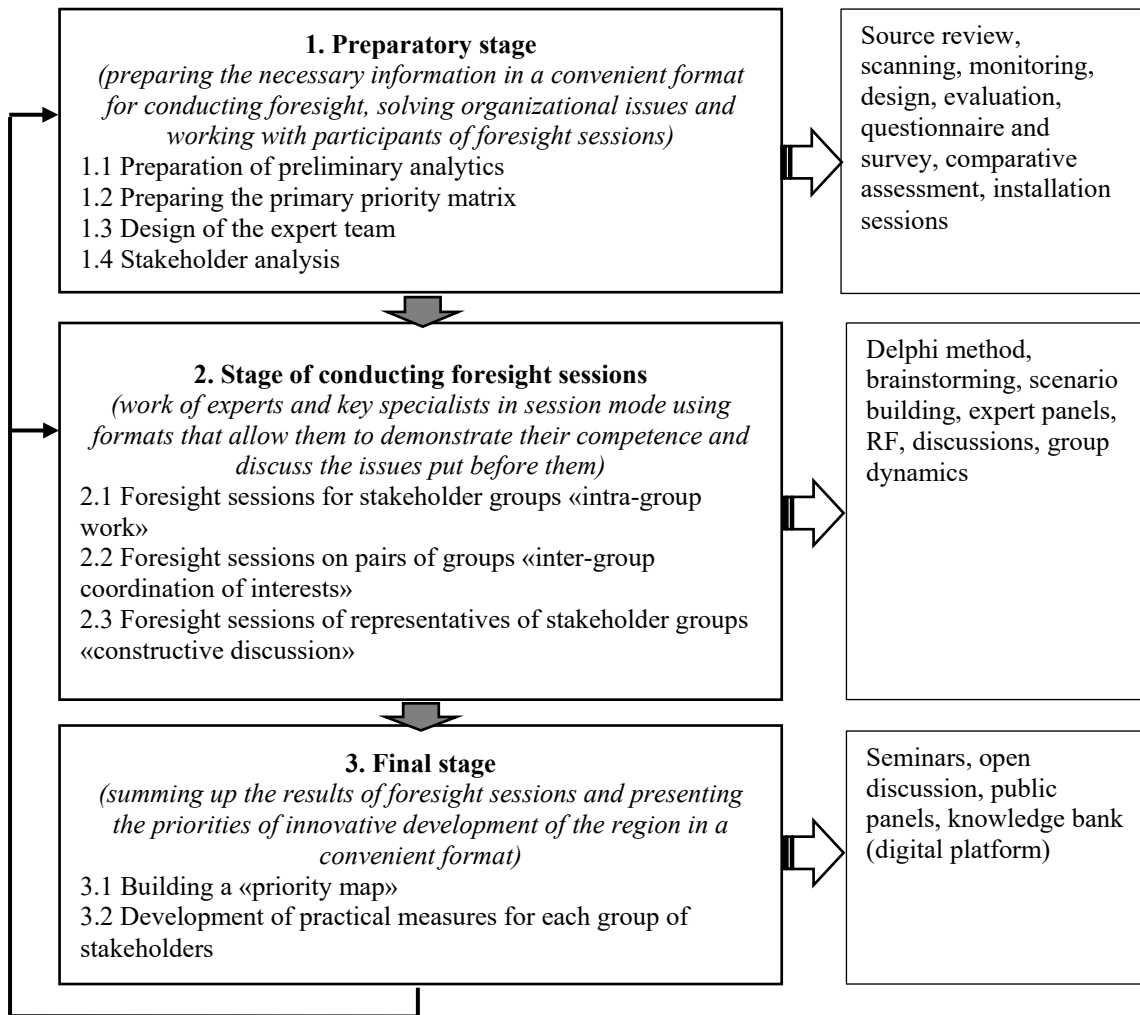 1. Preparatory stage
(preparing the necessary information in a convenient format
for conducting foresight, solving organizational issues and
working with participants of foresight sessions)
1.1 Preparation of preliminary analytics
1.2 Preparing the primary priority matrix
1.3 Design of the expert team
1.4 Stakeholder analysis
Source review,
scanning, monitoring,
design, evaluation,
questionnaire and
survey, comparative
assessment, installation
sessions
2. Stage of conducting foresight sessions
(work of experts and key specialists in session mode using
formats that allow them to demonstrate their competence and
discuss the issues put before them)
2.1 Foresight sessions for stakeholder groups «intra-group
work»
2.2 Foresight sessions on pairs of groups «inter-group
coordination of interests»
2.3 Foresight sessions of representatives of stakeholder groups
«constructive discussion»
Delphi method,
brainstorming, scenario
building, expert panels,
RF, discussions, group
dynamics
3. Final stage
(summing up the results of foresight sessions and presenting
the priorities of innovative development of the region in a
convenient format)
3.1 Building a «priority map»
3.2 Development of practical measures for each group of
stakeholders
Seminars, open
discussion, public
panels, knowledge bank
(digital platform)